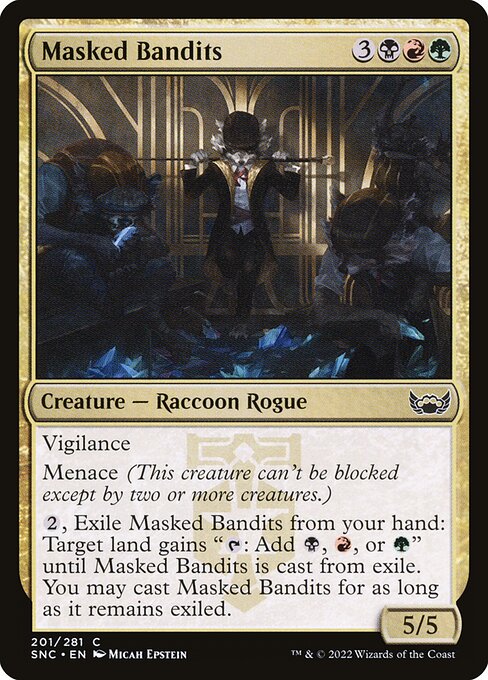 Masked Bandits 3
Creature — Raccoon Rogue
Vigilance
Menace (This creature can't be blocked
except by two or more creatures.)
2, Exile Masked Bandits from your hand:
Target land gains “: Add , , or ”
until Masked Bandits is cast from exile.
You may cast Masked Bandits for as long
as it remains exiled.
5/5
201/281 C
SNC • EN Micah Epstein
™ & © 2022 Wizards of the Coast